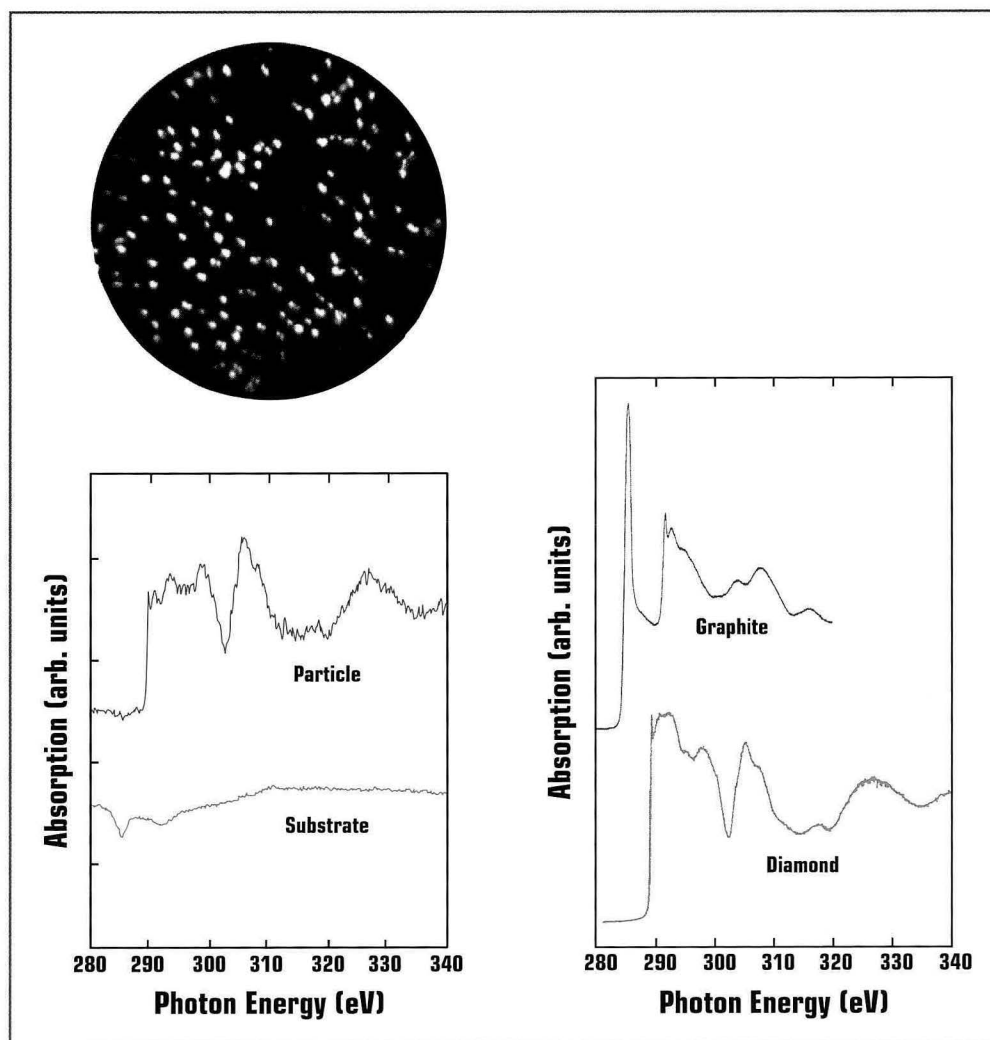 Absorption (arb. units)
Particle
Substrate
280 290 300 310 320 330 340
Photon Energy (eV)
Absorption (arb. units)
Graphite
Diamond
280 290 300 310 320 330 340
Photon Energy (eV)